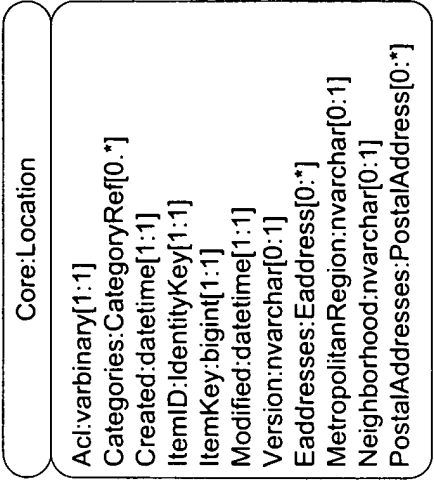 Core:Location
Acl:varbinary[1:1]
Categories:CategoryRef[0.*]
Created:datetime[1:1]
ItemID:IdentityKey[1:1]
ItemKey:bigint[1:1]
Modified:datetime[1:1]
Version:nvarchar[0:1]
Eaddresses:Eaddress[0:*]
MetropolitanRegion:nvarchar[0:1]
Neighborhood:nvarchar[0:1]
PostalAddresses:PostalAddress[0:*]